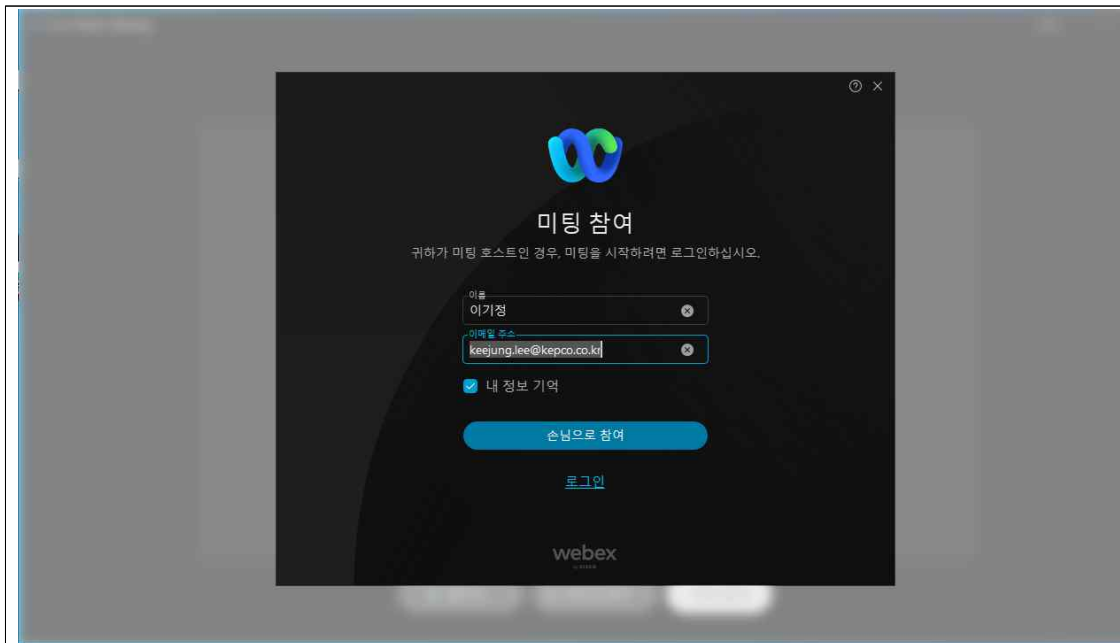 미팅 참여
귀하가 미팅 호스트인 경우, 미팅을 시작하려면 로그인하십시오.
이름
이기정
이메일 주소
keejung.lee@kepco.co.kr
내 정보 기억
손님으로 참여
로그인
webex